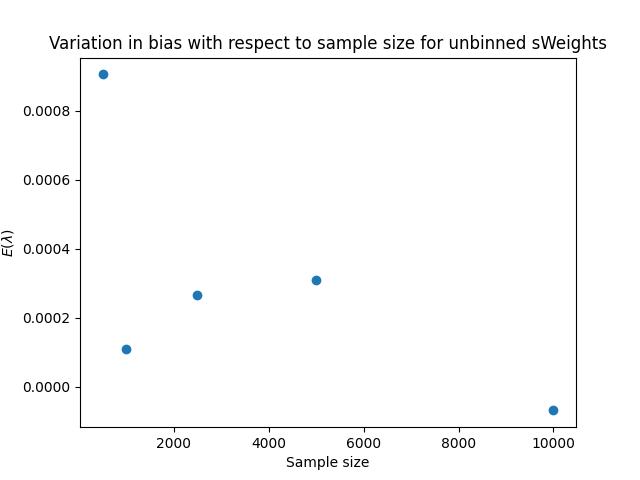 Variation in bias with respect to sample size for unbinned sWeights
0.0008
0.0006
0.0004
0.0002
0.0000
E(λ)
2000 4000 6000 8000 10000
Sample size